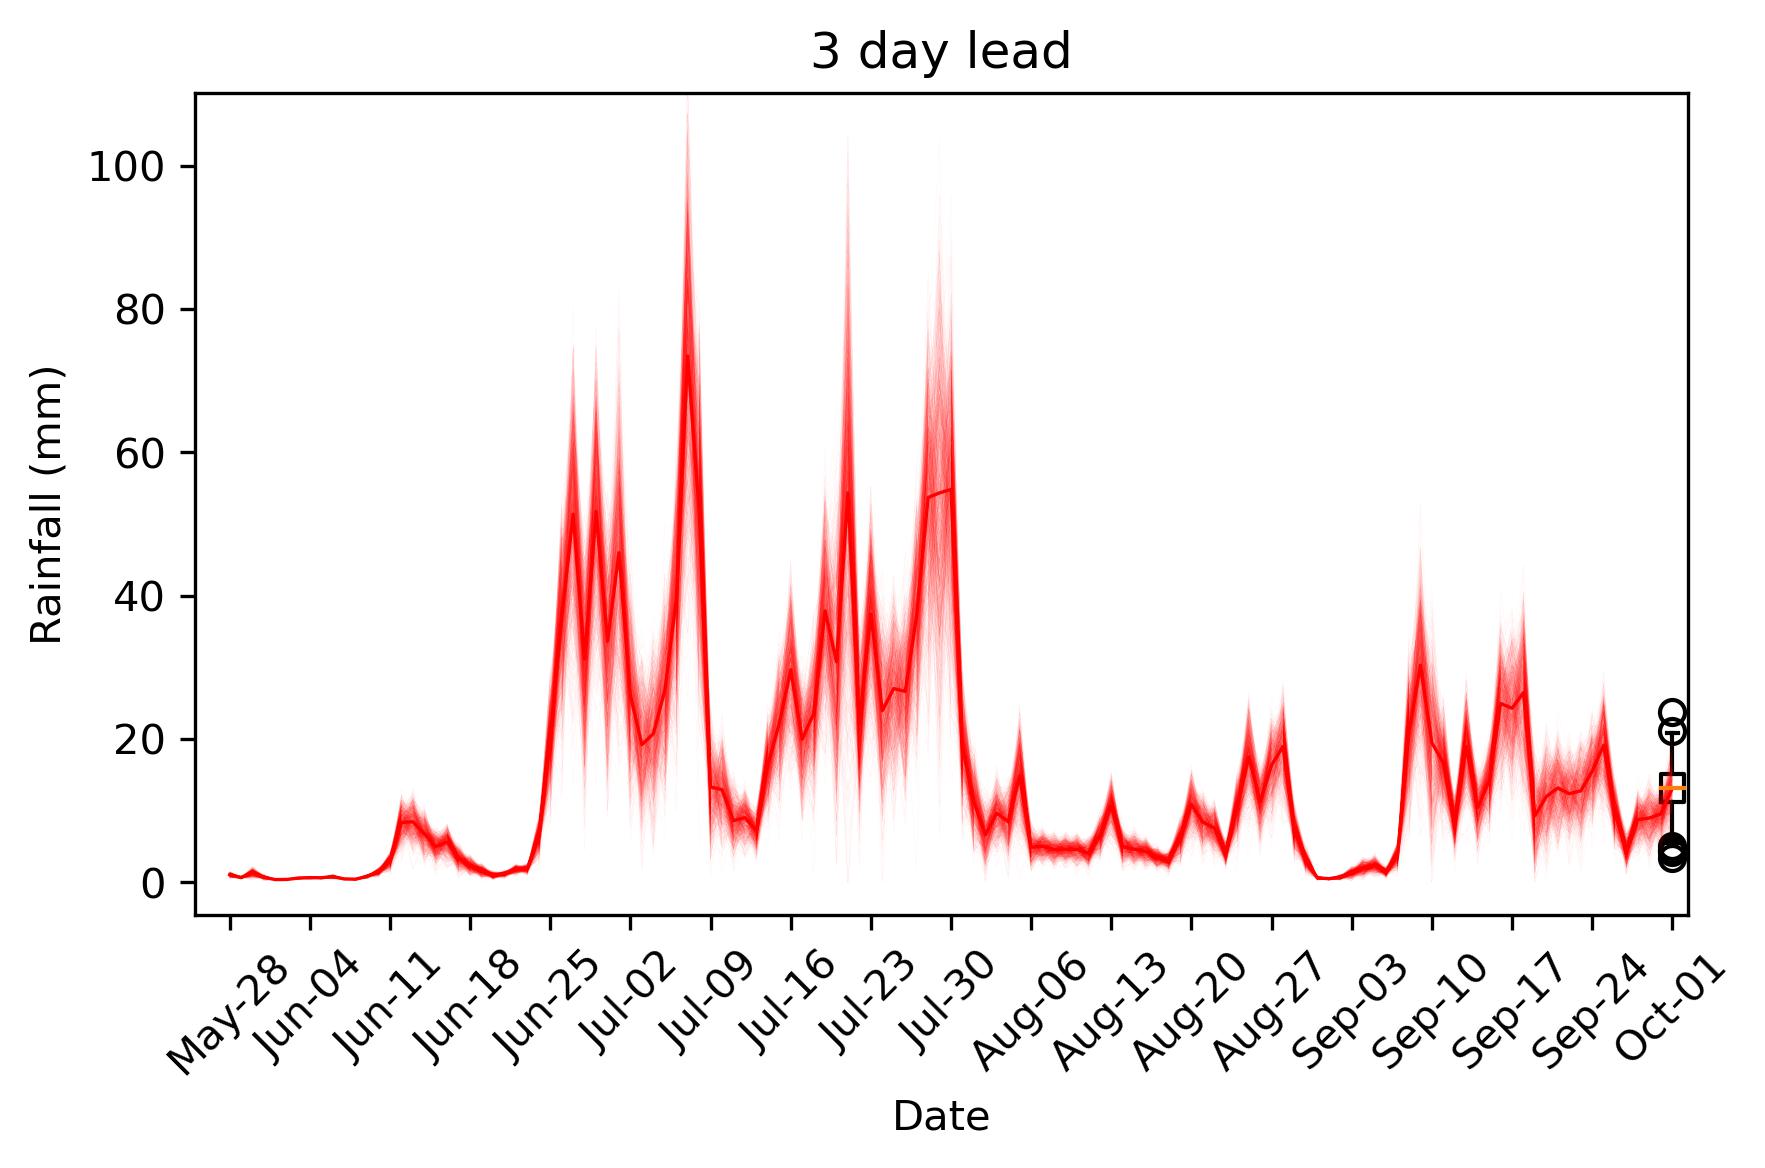 3 day lead
Rainfall (mm)
100
80
60
40
20
0
May-28
Jun-04
Jun-11
Jun-18
Jun-25
Jul-02
Jul-09
Jul-16
Jul-23
Jul-30
Aug-06
Aug-13
Aug-20
Aug-27
Sep-03
Sep-10
Sep-17
Sep-24
Oct-01
Date